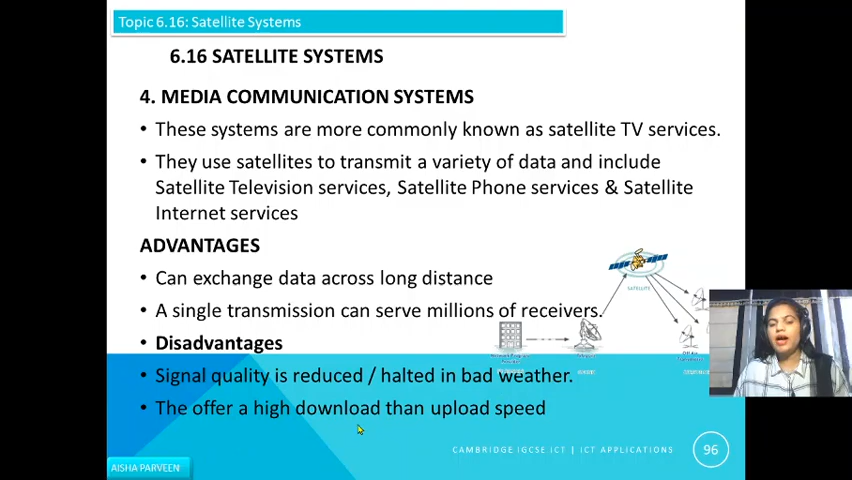 Topic 6.16: Satellite Systems
6.16 SATELLITE SYSTEMS
4. MEDIA COMMUNICATION SYSTEMS
• These systems are more commonly known as satellite TV services.
• They use satellites to transmit a variety of data and include
Satellite Television services, Satellite Phone services & Satellite
Internet services
ADVANTAGES
• Can exchange data across long distance
• A single transmission can serve millions of receivers.
SATELLITE
• Disadvantages
• Signal quality is reduced / halted in bad weather.
• The offer a high download than upload speed
CAMBRIDGE IGCSE ICT | ICT APPLICATIONS
96
AISHA PARVEEN